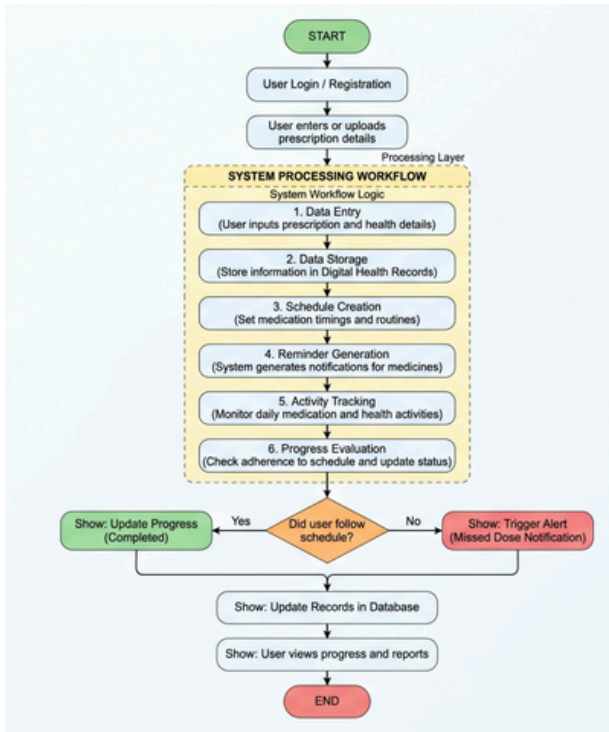 START
User Login / Registration
User enters or uploads
prescription details
Processing Layer
SYSTEM PROCESSING WORKFLOW
System Workflow Logic
1. Data Entry
(User inputs prescription and health details)
2. Data Storage
(Store information in Digital Health Records)
3. Schedule Creation
(Set medication timings and routines)
4. Reminder Generation
(System generates notifications for medicines)
5. Activity Tracking
(Monitor daily medication and health activities)
6. Progress Evaluation
(Check adherence to schedule and update status)
Did user follow
schedule?
Yes
No
Show: Update Progress
(Completed)
Show: Trigger Alert
(Missed Dose Notification)
Show: Update Records in Database
Show: User views progress and reports
END